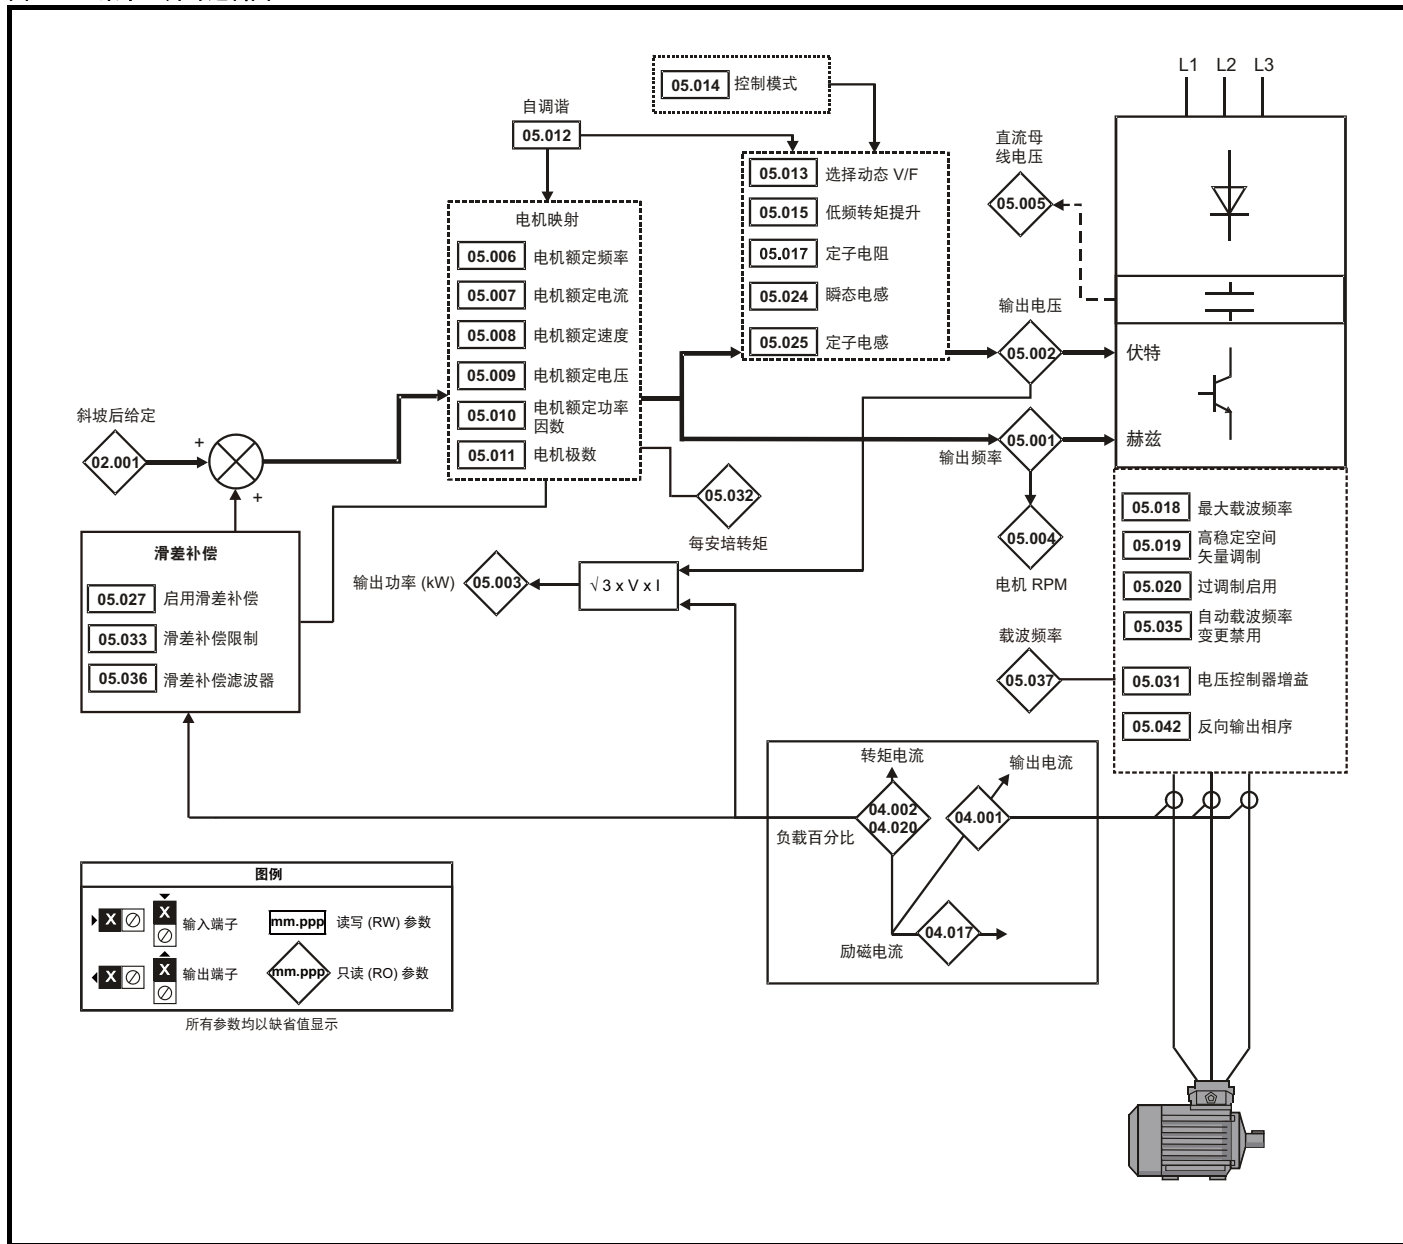 L1 L2 L3
05.014 控制模式
自调谐
05.012
直流母
线电压
05.005
05.013 选择动态 V/F
05.015 低频转矩提升
05.017 定子电阻
05.024 瞬态电感
05.025 定子电感
电机映射
05.006 电机额定频率
05.007 电机额定电流
05.008 电机额定速度
05.009 电机额定电压
05.010 电机额定功率
因数
05.011 电机极数
输出电压
05.002
伏特
05.001
输出频率
赫兹
斜坡后给定
02.001
+
+
05.032
每安培转矩
05.004
电机 RPM
滑差补偿
05.027 启用滑差补偿
05.033 滑差补偿限制
05.036 滑差补偿滤波器
输出功率 (kW)
05.003
√3 x V x I
载波频率
05.037
05.018 最大载波频率
05.019 高稳定空间
矢量调制
05.020 过调制启用
05.035 自动载波频率
变更禁用
05.031 电压控制器增益
05.042 反向输出相序
转矩电流
输出电流
04.002
04.020
04.001
负载百分比
04.017
励磁电流
图例
X X 输入端子
mm.ppp 读写 (RW) 参数
X X 输出端子
mm.ppp 只读 (RO) 参数
所有参数均以缺省值显示